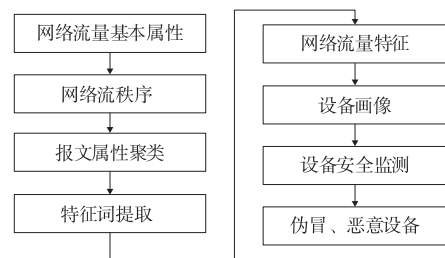 网络流量基本属性
网络流秩序
报文属性聚类
特征词提取
网络流量特征
设备画像
设备安全监测
伪冒、恶意设备